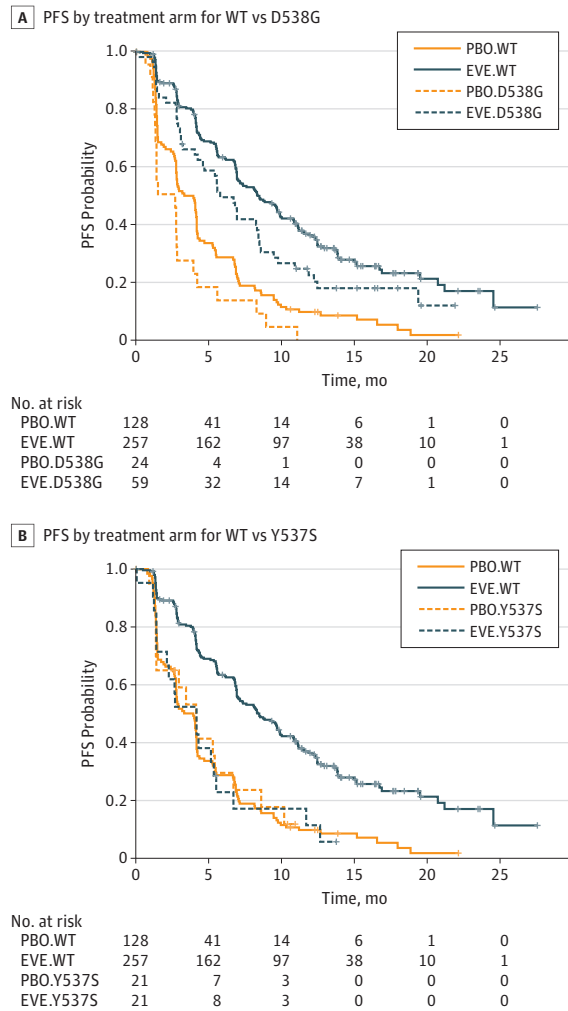 A PFS by treatment arm for WT vs D538G
PBO.WT
EVE.WT
PBO.D538G
EVE.D538G
PFS Probability
1.0
0.8
0.6
0.4
0.2
0
0 5 10 15 20 25
Time, mo
No. at risk
PBO.WT 128 41 14 6 1 0
EVE.WT 257 162 97 38 10 1
PBO.D538G 24 4 1 0 0 0
EVE.D538G 59 32 14 7 1 0
B PFS by treatment arm for WT vs Y537S
PBO.WT
EVE.WT
PBO.Y537S
EVE.Y537S
PFS Probability
1.0
0.8
0.6
0.4
0.2
0
0 5 10 15 20 25
Time, mo
No. at risk
PBO.WT 128 41 14 6 1 0
EVE.WT 257 162 97 38 10 1
PBO.Y537S 21 7 3 0 0 0
EVE.Y537S 21 8 3 0 0 0